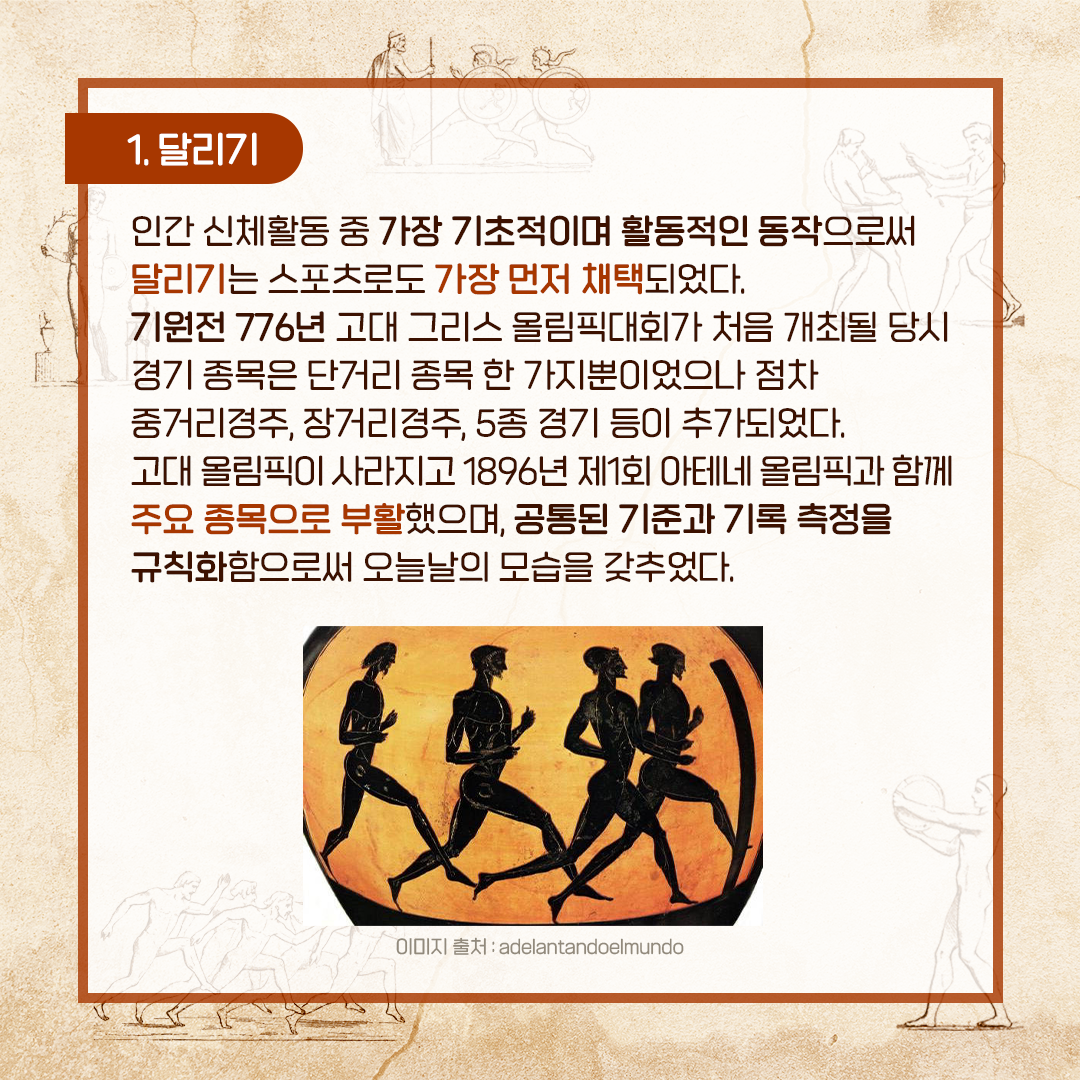 1. 달리기
인간 신체활동 중 가장 기초적이며 활동적인 동작으로써
달리기는 스포츠로도 가장 먼저 채택되었다.
기원전 776년 고대 그리스 올림픽대회가 처음 개최될 당시
경기 종목은 단거리 종목 한 가지뿐이었으나 점차
중거리경주, 장거리경주, 5종 경기 등이 추가되었다.
고대 올림픽이 사라지고 1896년 제1회 아테네 올림픽과 함께
주요 종목으로 부활했으며, 공통된 기준과 기록 측정을
규칙화함으로써 오늘날의 모습을 갖추었다.
이미지 출처 : adelantandoelmundo